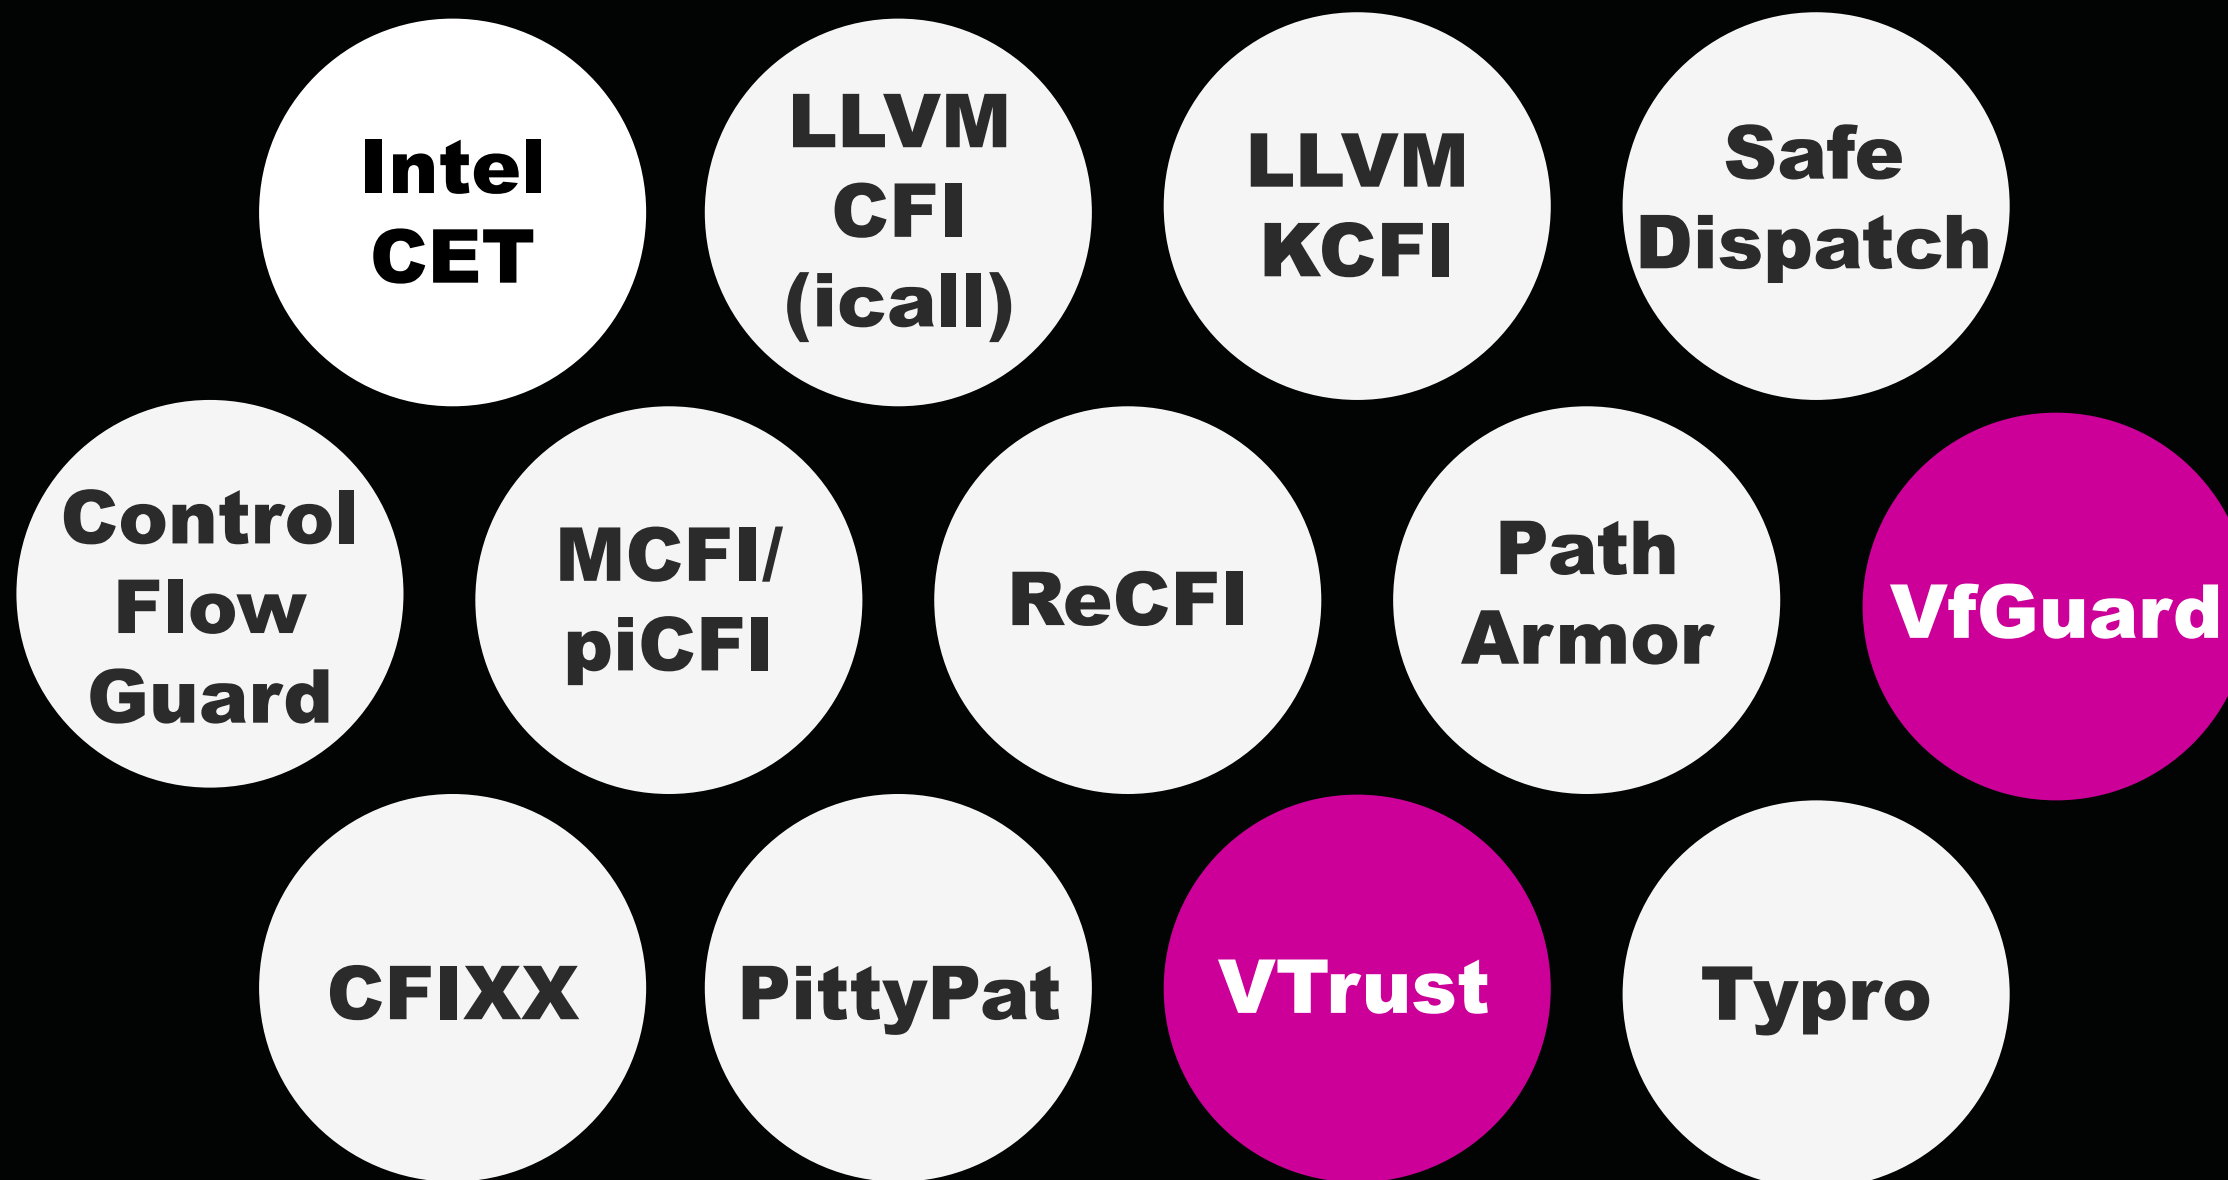 Intel
CET
LLVM
CFI
(icall)
LLVM
KCFI
Safe
Dispatch
Control
Flow
Guard
MCFI/
piCFI
ReCFI
Path
Armor
VfGuard
CFIXX
PittyPat
VTrust
Typro